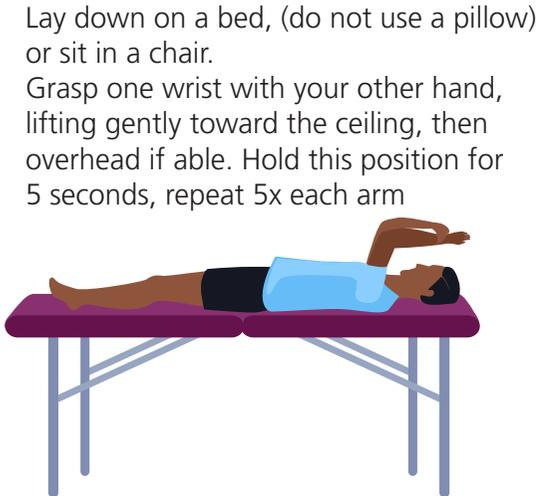 Lay down on a bed, (do not use a pillow)
or sit in a chair.
Grasp one wrist with your other hand,
lifting gently toward the ceiling, then
overhead if able. Hold this position for
5 seconds, repeat 5x each arm